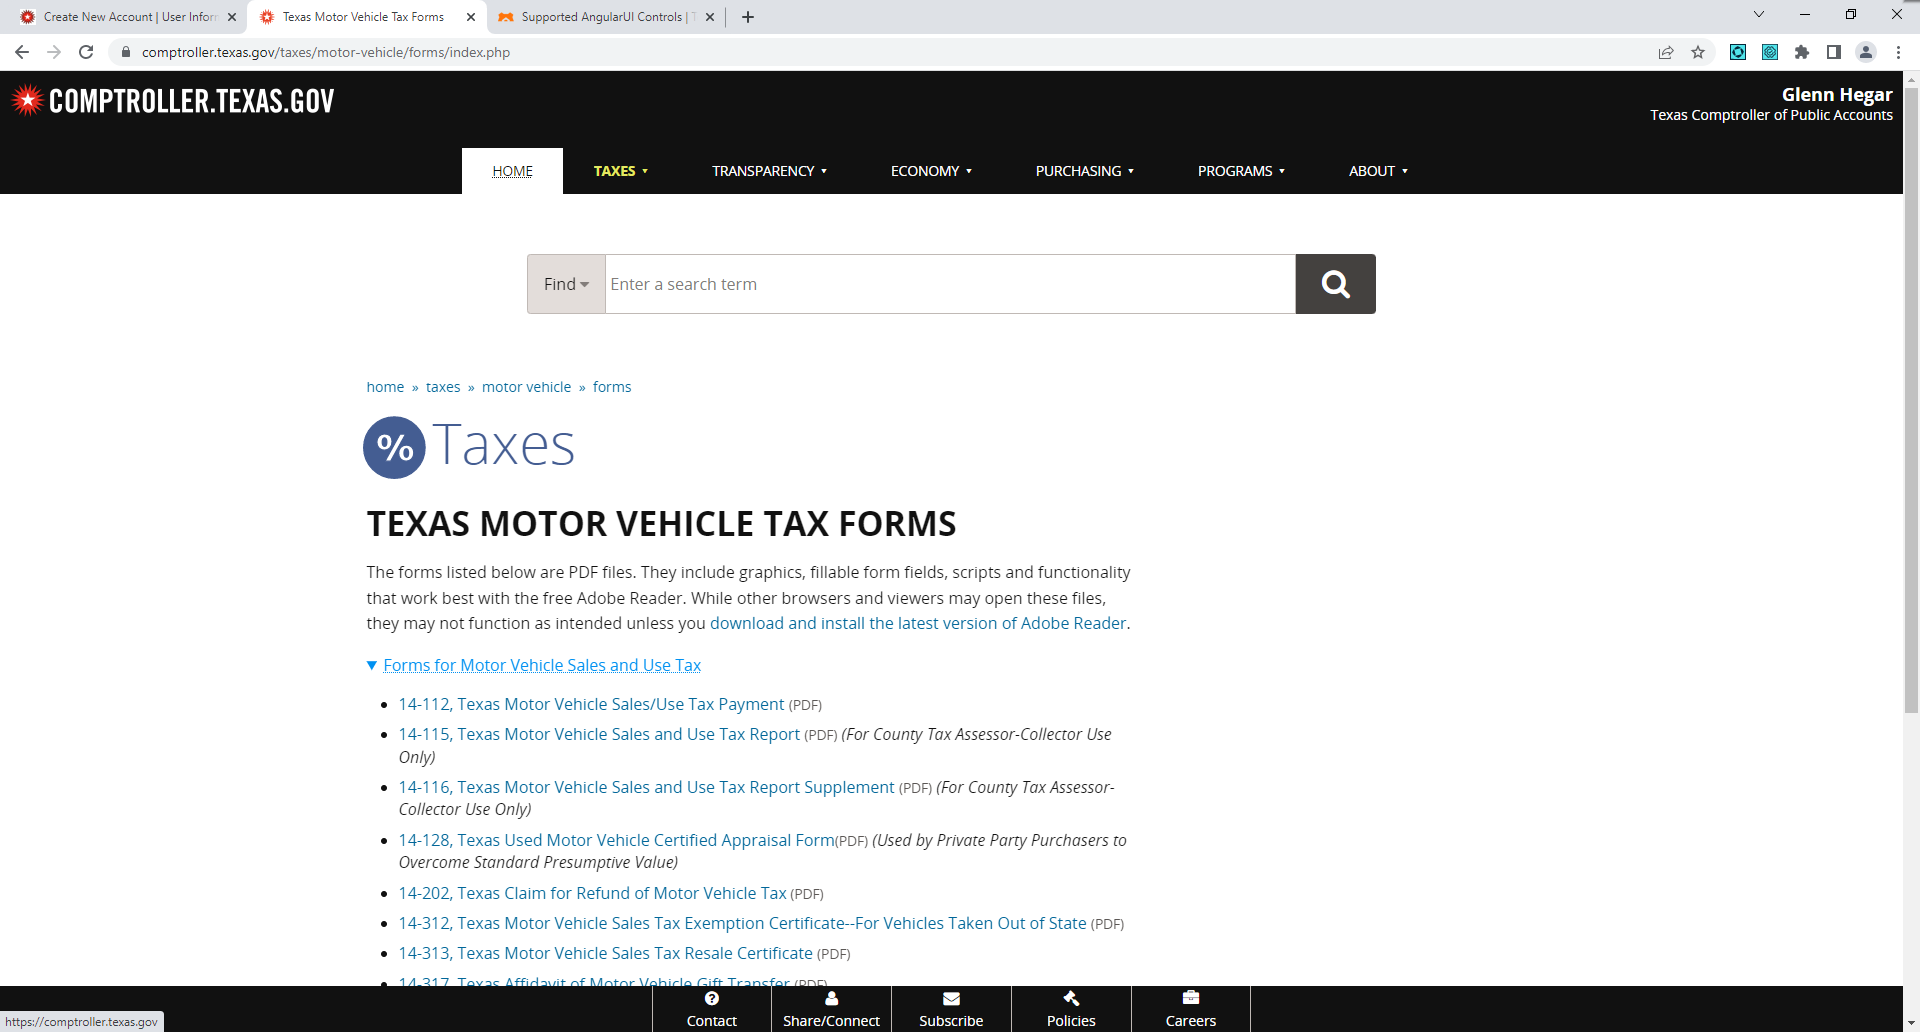 Create New Account | User Inforn
Texas Motor Vehicle Tax Forms
Supported AngularUI Controls |
comptroller.texas.gov/taxes/motor-vehicle/forms/index.php
COMPTROLLER.TEXAS.GOV
Glenn Hegar
Texas Comptroller of Public Accounts
HOME
TAXES
TRANSPARENCY
ECONOMY
PURCHASING
PROGRAMS
ABOUT
Find
Enter a search term
home » taxes » motor vehicle » forms
% Taxes
TEXAS MOTOR VEHICLE TAX FORMS
The forms listed below are PDF files. They include graphics, fillable form fields, scripts and functionality
that work best with the free Adobe Reader. While other browsers and viewers may open these files,
they may not function as intended unless you download and install the latest version of Adobe Reader.
Forms for Motor Vehicle Sales and Use Tax
14-112, Texas Motor Vehicle Sales/Use Tax Payment (PDF)
14-115, Texas Motor Vehicle Sales and Use Tax Report (PDF) (For County Tax Assessor-Collector Use
Only)
14-116, Texas Motor Vehicle Sales and Use Tax Report Supplement (PDF) (For County Tax Assessor-
Collector Use Only)
14-128, Texas Used Motor Vehicle Certified Appraisal Form(PDF) (Used by Private Party Purchasers to
Overcome Standard Presumptive Value)
14-202, Texas Claim for Refund of Motor Vehicle Tax (PDF)
14-312, Texas Motor Vehicle Sales Tax Exemption Certificate--For Vehicles Taken Out of State (PDF)
14-313, Texas Motor Vehicle Sales Tax Resale Certificate (PDF)
14-317, Texas Affidavit of Motor Vehicle Gift Transfer (PDF)
Contact
Share/Connect
Subscribe
Policies
Careers
https://comptroller.texas.gov